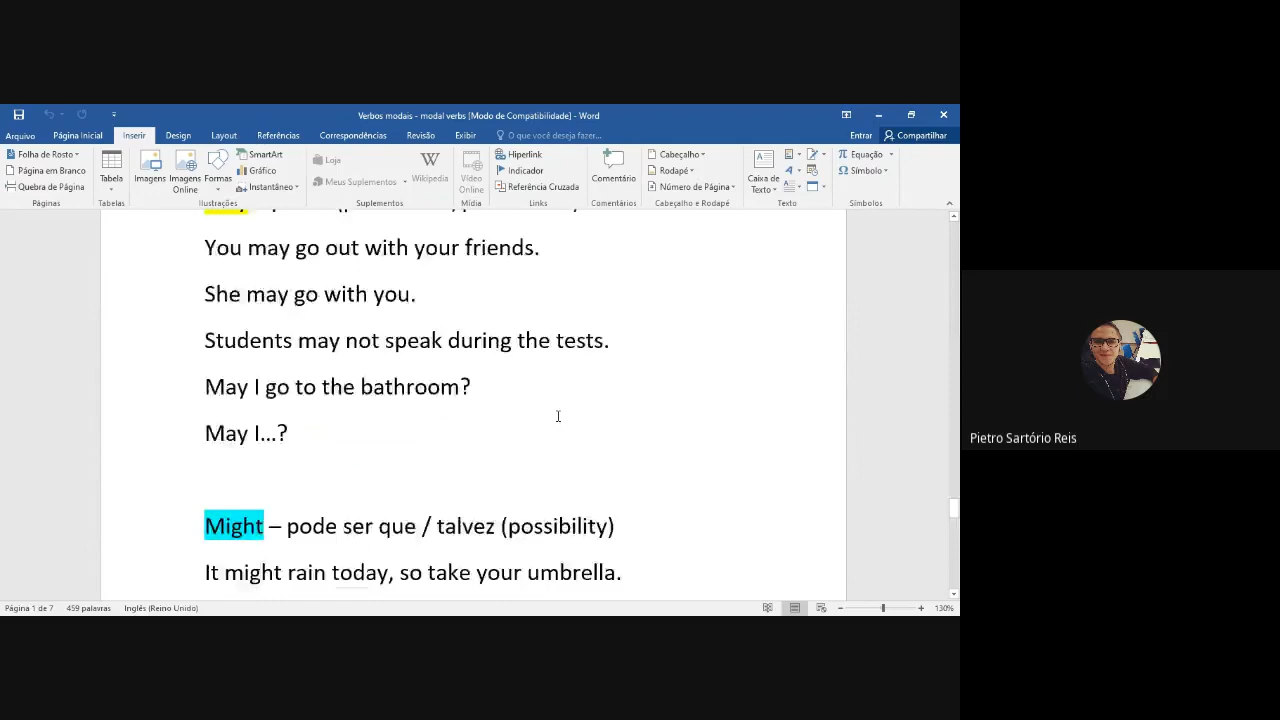 Verbos modais - modal verbs [Modo de Compatibilidade] - Word
Arquivo Página Inicial Inserir Design Layout Referências Correspondências Revisão Exibir O que você deseja fazer... Entrar Compartilhar
Folha de Rosto
Página em Branco
Quebra de Página
Páginas
Tabela
Tabelas
Imagens
Imagens Online
Formas
SmartArt
Gráfico
Instantâneo
Ilustrações
Loja
Meus Suplementos
Wikipedia
Suplementos
Vídeo Online
Mídia
Hiperlink
Indicador
Referência Cruzada
Links
Comentário
Comentários
Cabeçalho
Rodapé
Número de Página
Cabeçalho e Rodapé
Caixa de Texto
Texto
Equação
Símbolo
Símbolos
You may go out with your friends.
She may go with you.
Students may not speak during the tests.
May I go to the bathroom?
May I...?
Might – pode ser que / talvez (possibility)
It might rain today, so take your umbrella.
Página 1 de 7 459 palavras Inglês (Reino Unido) 130%
Pietro Sartório Reis